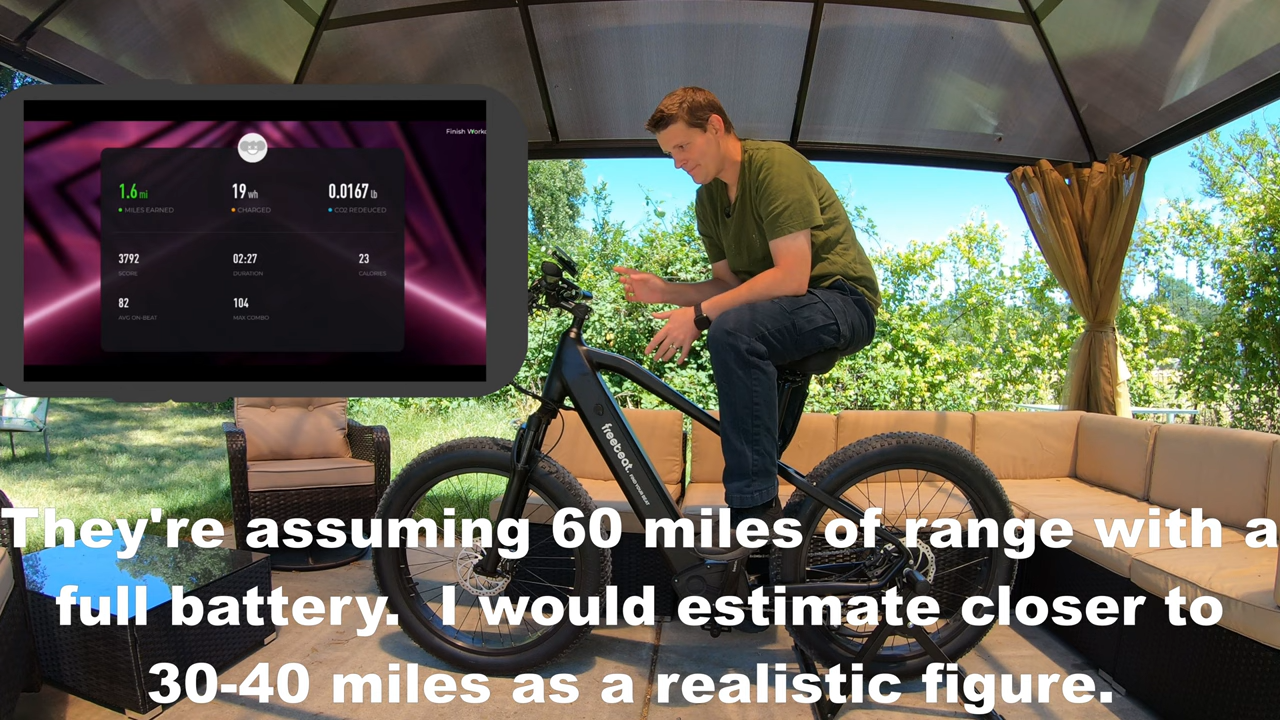 Finish Worko
1.6 mi 19 wh 0.0167 lb
MILES EARNED CHARGED CO2 REDEUCED
3792 02:27 23
SCORE DURATION CALORIES
82 104
AVG ON-BEAT MAX COMBO
freebeat.
They're assuming 60 miles of range with a
full battery. I would estimate closer to
30-40 miles as a realistic figure.